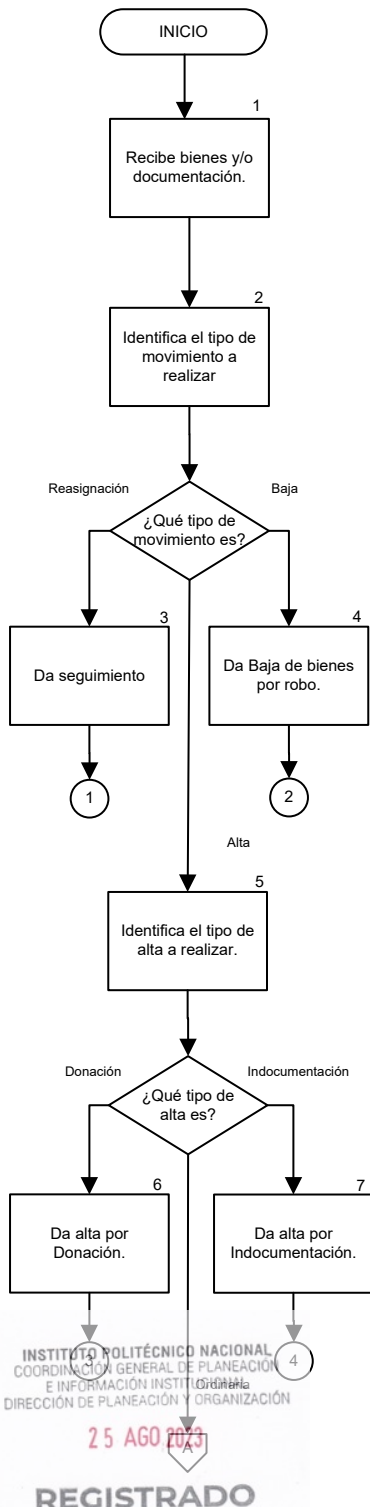 INICIO
1
Recibe bienes y/o
documentación.
2
Identifica el tipo de
movimiento a
realizar
Reasignación
Baja
¿Qué tipo de
movimiento es?
3
Da seguimiento
4
Da Baja de bienes
por robo.
1
2
Alta
5
Identifica el tipo de
alta a realizar.
Donación
Indocumentación
¿Qué tipo de
alta es?
6
Da alta por
Donación.
7
Da alta por
Indocumentación.
3
4
Ordinaria
INSTITUTO POLITÉCNICO NACIONAL
COORDINACIÓN GENERAL DE PLANEACIÓN
E INFORMACIÓN INSTITUCIONAL
DIRECCIÓN DE PLANEACIÓN Y ORGANIZACIÓN
25 AGO 2023
A
REGISTRADO